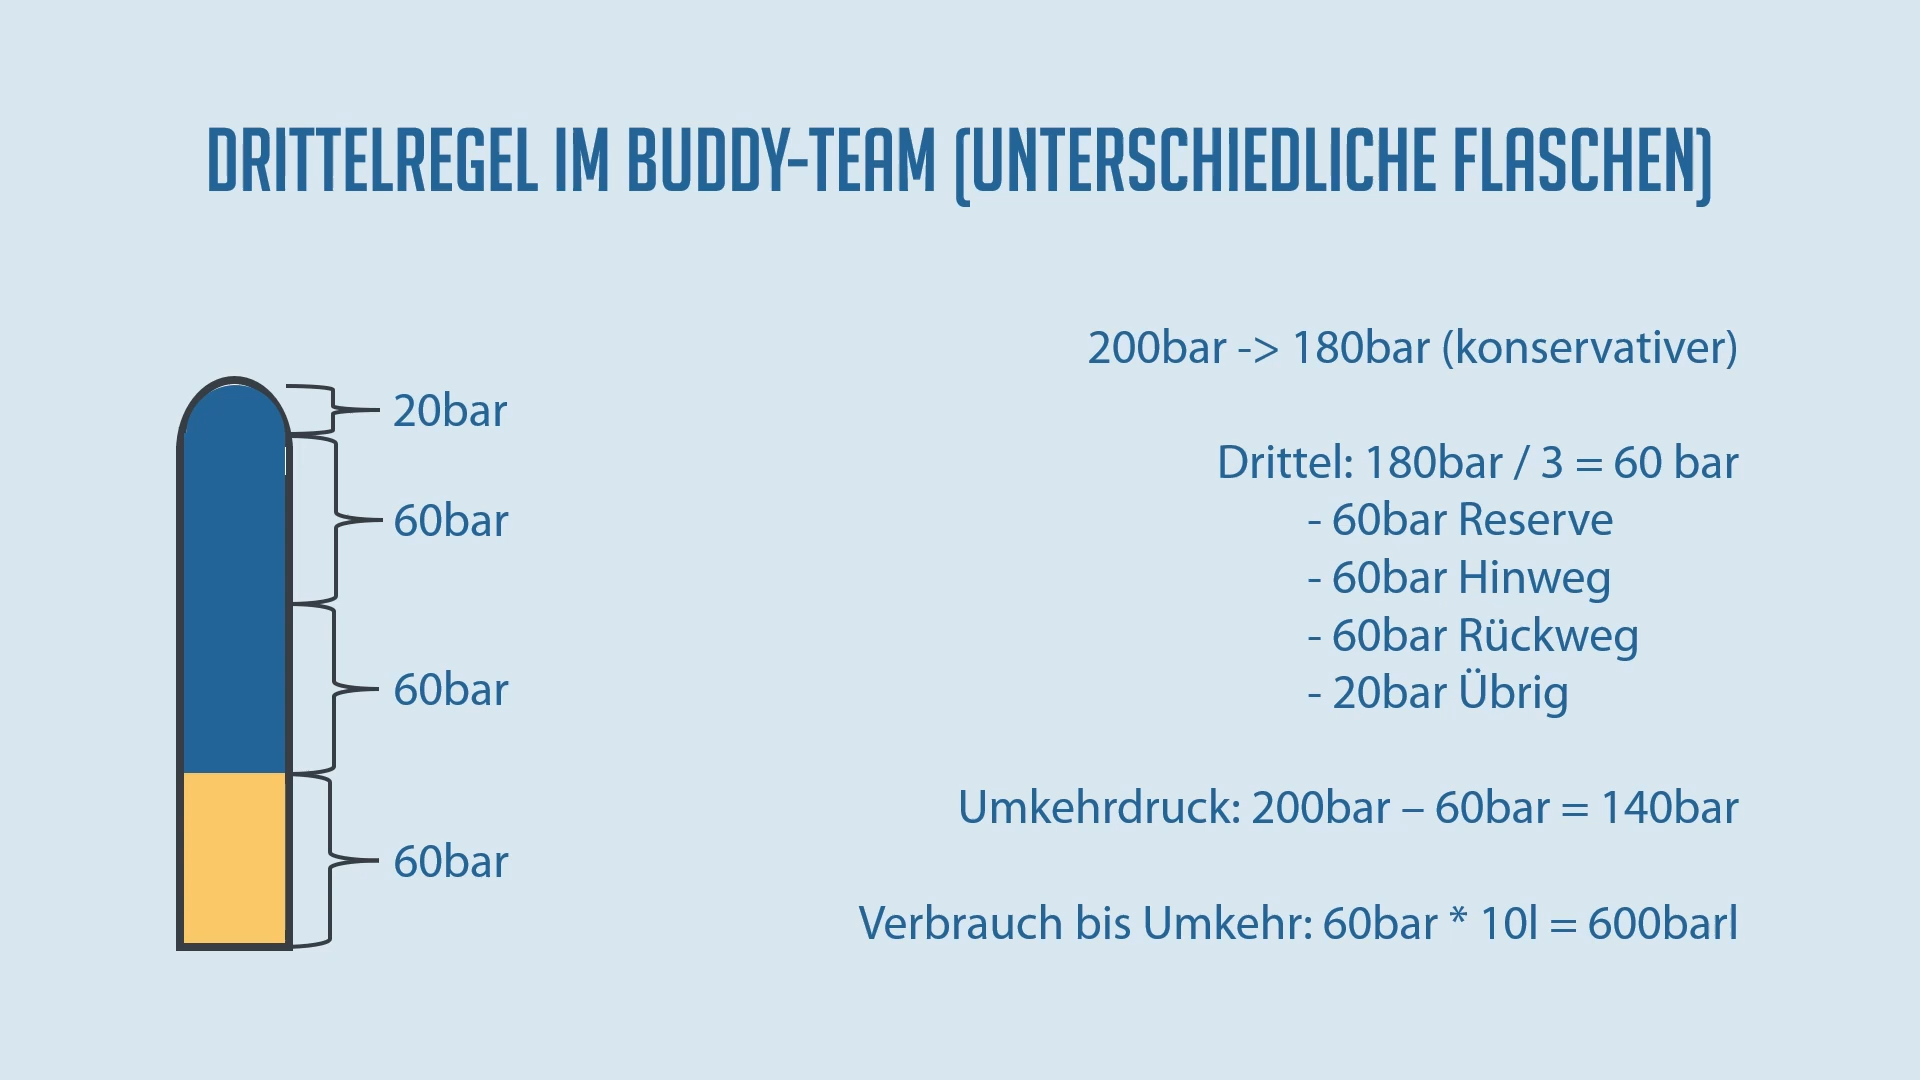 DRITTELREGEL IM BUDDY-TEAM (UNTERSCHIEDLICHE FLASCHEN)
20bar
60bar
60bar
60bar
200bar -> 180bar (konservativer)
Drittel: 180bar / 3 = 60 bar
- 60bar Reserve
- 60bar Hinweg
- 60bar Rückweg
- 20bar Übrig
Umkehrdruck: 200bar – 60bar = 140bar
Verbrauch bis Umkehr: 60bar * 10l = 600barl